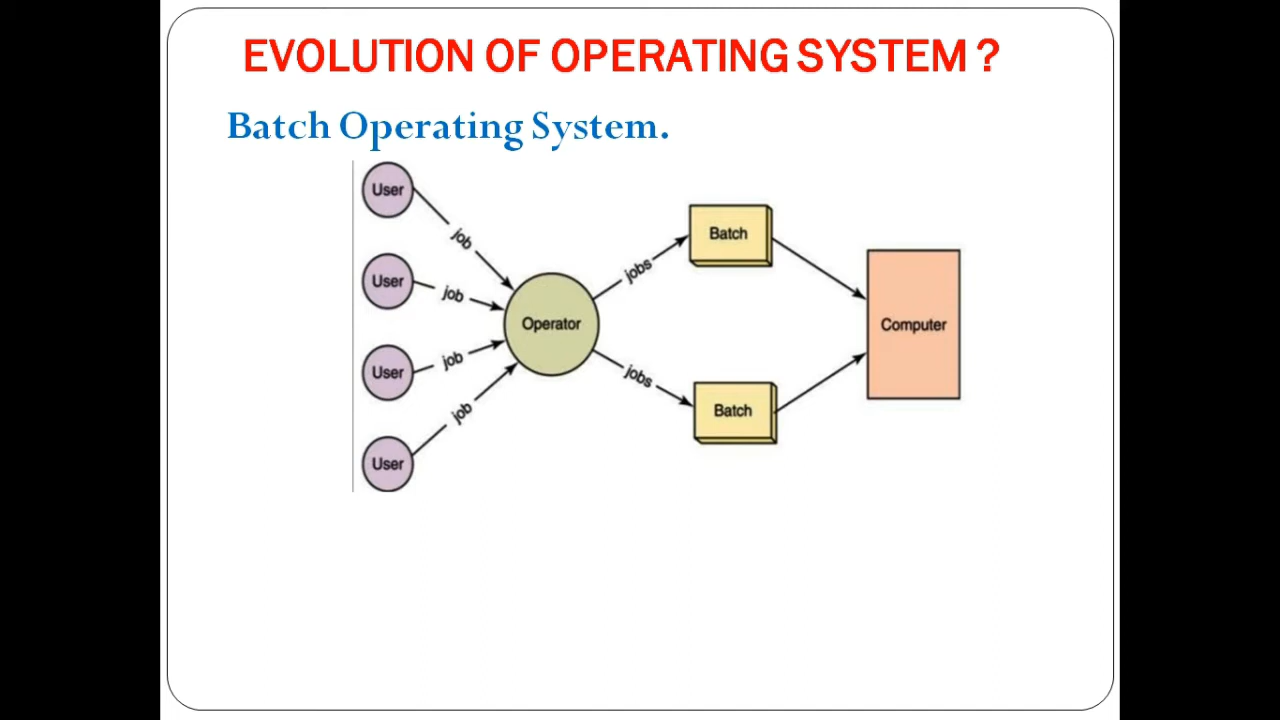 EVOLUTION OF OPERATING SYSTEM ?
Batch Operating System.
User
job
User
job
User
job
User
job
Operator
jobs
jobs
Batch
Batch
Computer